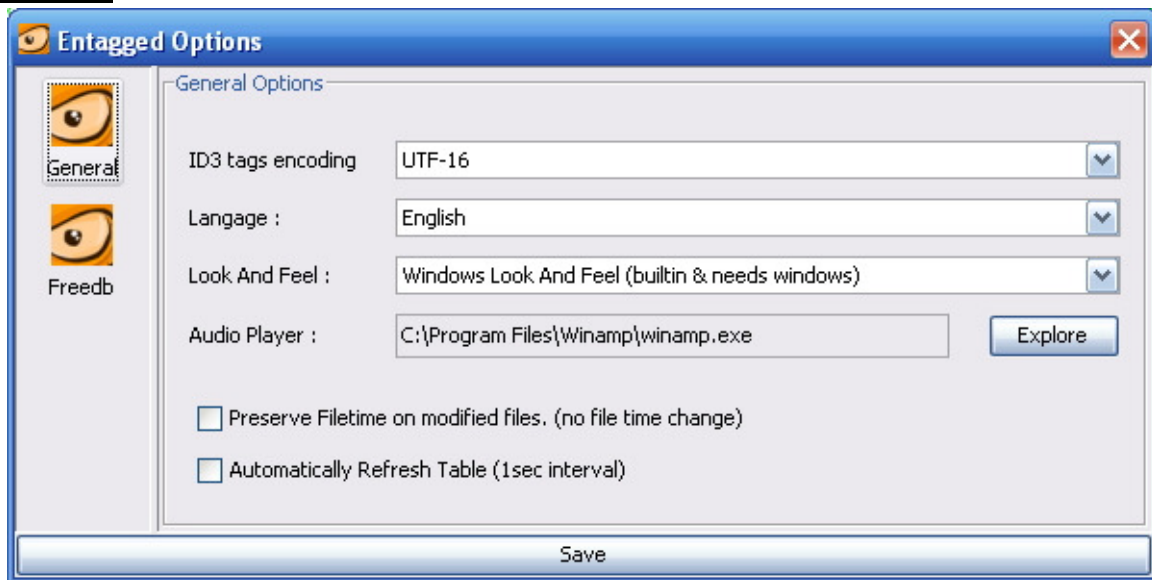 Entagged Options
General
Freedb
General Options
ID3 tags encoding UTF-16
Langage : English
Look And Feel : Windows Look And Feel (builtin & needs windows)
Audio Player : C:\Program Files\Winamp\winamp.exe Explore
Preserve Filetime on modified files. (no file time change)
Automatically Refresh Table (1sec interval)
Save